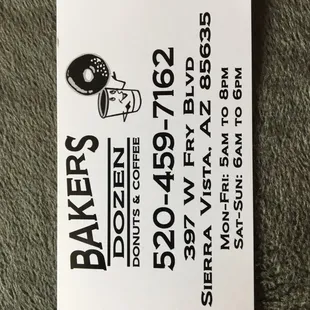 BAKERS
DOZEN
DONUTS & COFFEE
520-459-7162
397 W FRY BLVD
SIERRA VISTA, AZ 85635
MON-FRI: 5AM TO 8PM
SAT-SUN: 6AM TO 6PM